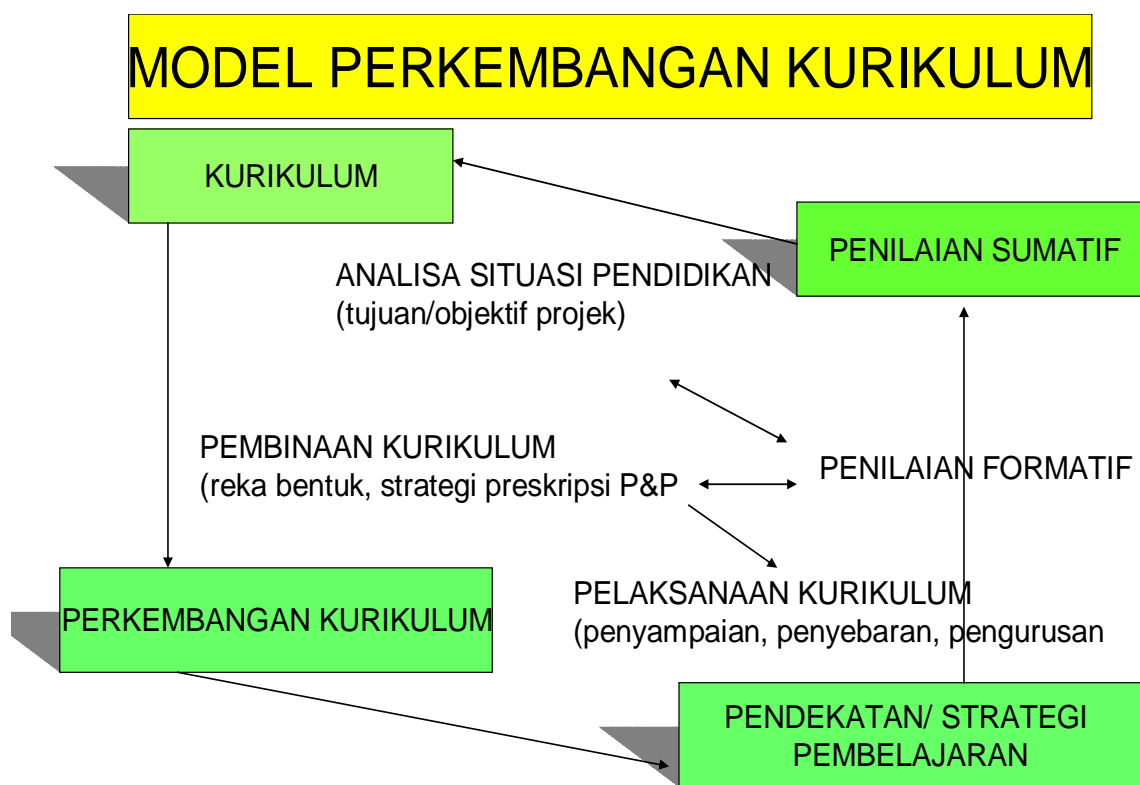 MODEL PERKEMBANGAN KURIKULUM
KURIKULUM
PENILAIAN SUMATIF
ANALISA SITUASI PENDIDIKAN
(tujuan/objektif projek)
PEMBINAAN KURIKULUM
(reka bentuk, strategi preskripsi P&P
PENILAIAN FORMATIF
PELAKSANAAN KURIKULUM
(penyampaian, penyebaran, pengurusan
PERKEMBANGAN KURIKULUM
PENDEKATAN/ STRATEGI
PEMBELAJARAN